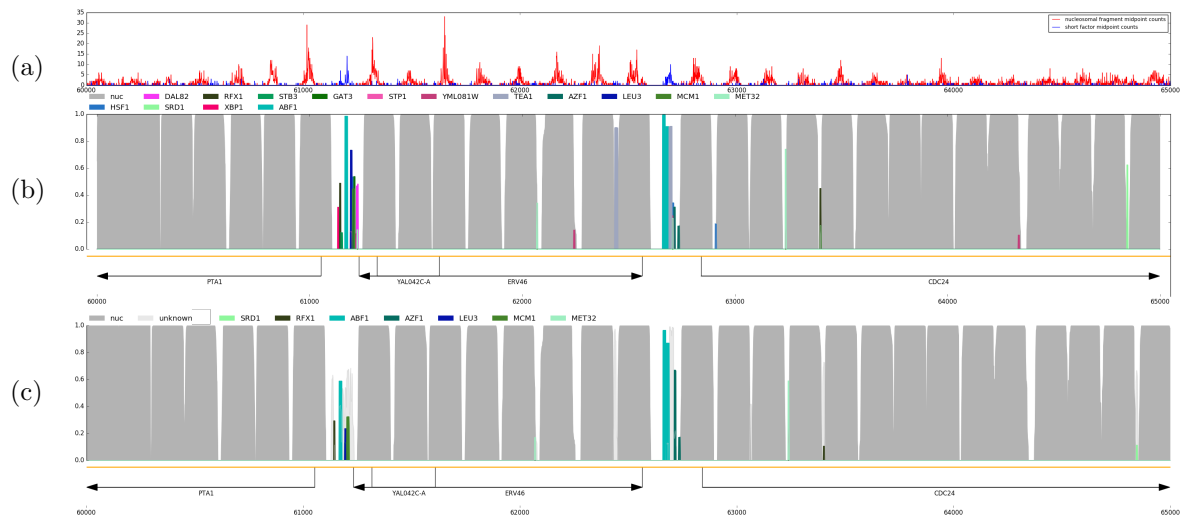 35
30
25
20
15
10
5
0
nucleosomal fragment midpoint counts
short factor midpoint counts
(a)
60000 61000 62000 63000 64000 65000
nuc DAL82 RFX1 STB3 GAT3 STP1 YML081W TEA1 AZF1 LEU3 MCM1 MET32
HSF1 SRD1 XBP1 ABF1
1.0
0.8
0.6
0.4
0.2
0.0
(b)
PTA1 YAL042C-A ERV46 CDC24
60000 61000 62000 63000 64000 65000
nuc unknown SRD1 RFX1 ABF1 AZF1 LEU3 MCM1 MET32
1.0
0.8
0.6
0.4
0.2
0.0
(c)
PTA1 YAL042C-A ERV46 CDC24
60000 61000 62000 63000 64000 65000